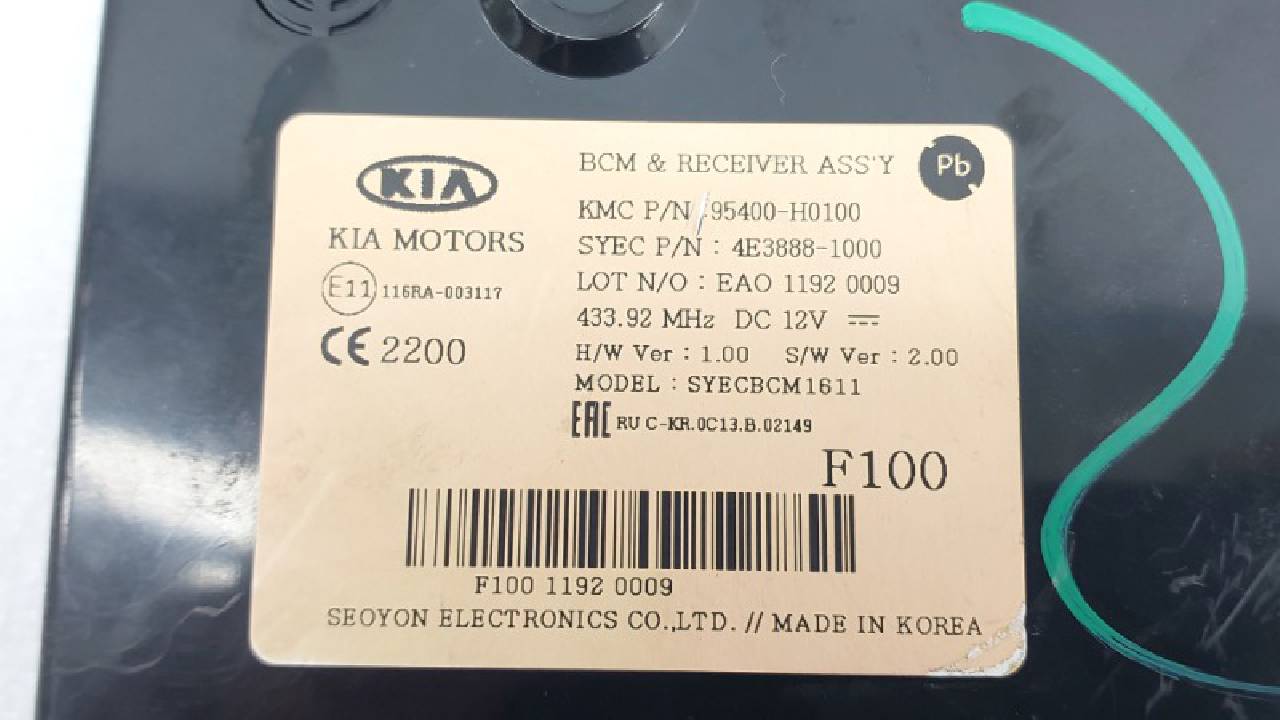 KIA
KIA MOTORS
E11 116RA-003117
CE 2200
BCM & RECEIVER ASS'Y
Pb
KMC P/N : 95400-H0100
SYEC P/N : 4E3888-1000
LOT N/O : EAO 1192 0009
433.92 MHz DC 12V
H/W Ver : 1.00 S/W Ver : 2.00
MODEL : SYECBCM1611
EAC RU C-KR.0C13.B.02149
F100
F100 1192 0009
SEOYON ELECTRONICS CO.,LTD. // MADE IN KOREA